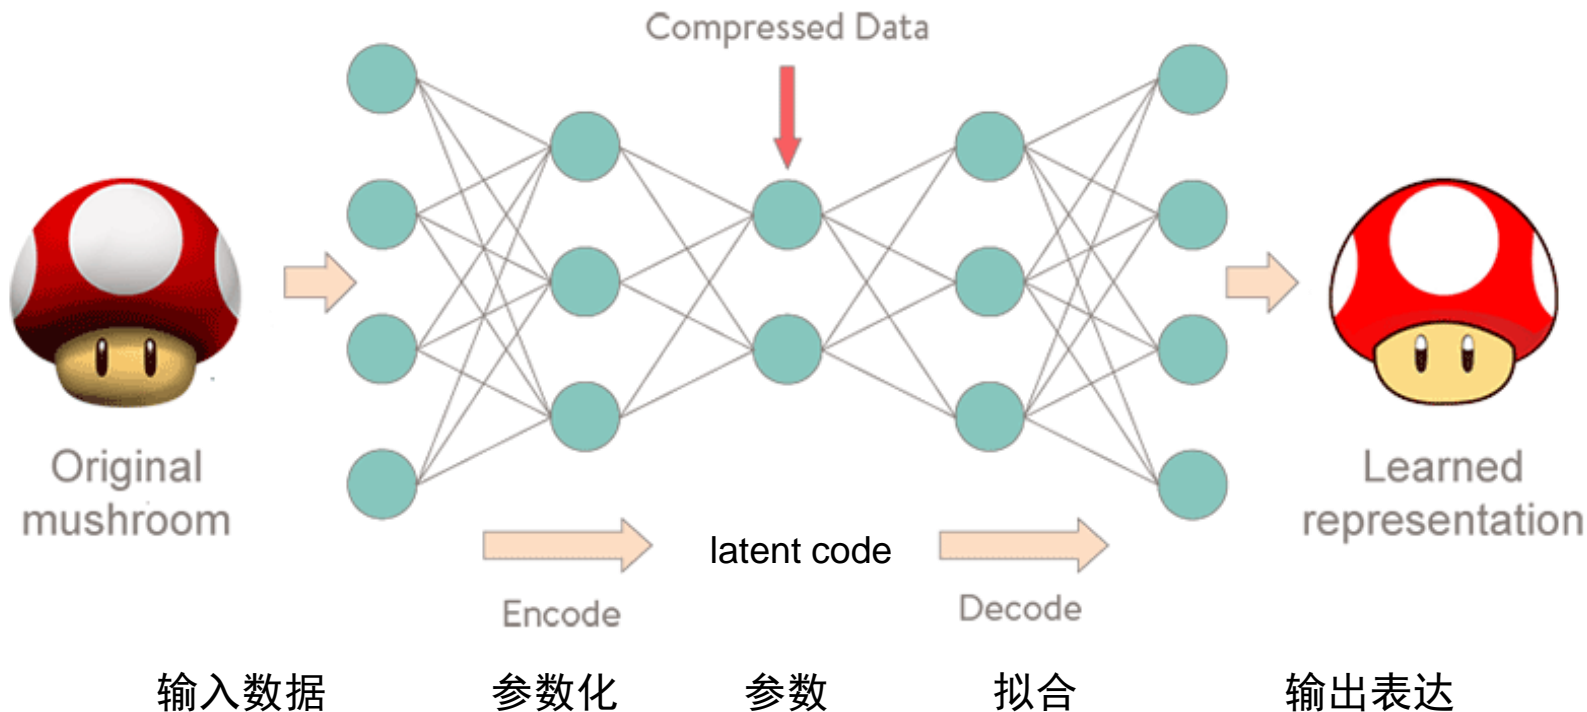 Compressed Data
Original
mushroom
Learned
representation
latent code
Encode
Decode
输入数据
参数化
参数
拟合
输出表达